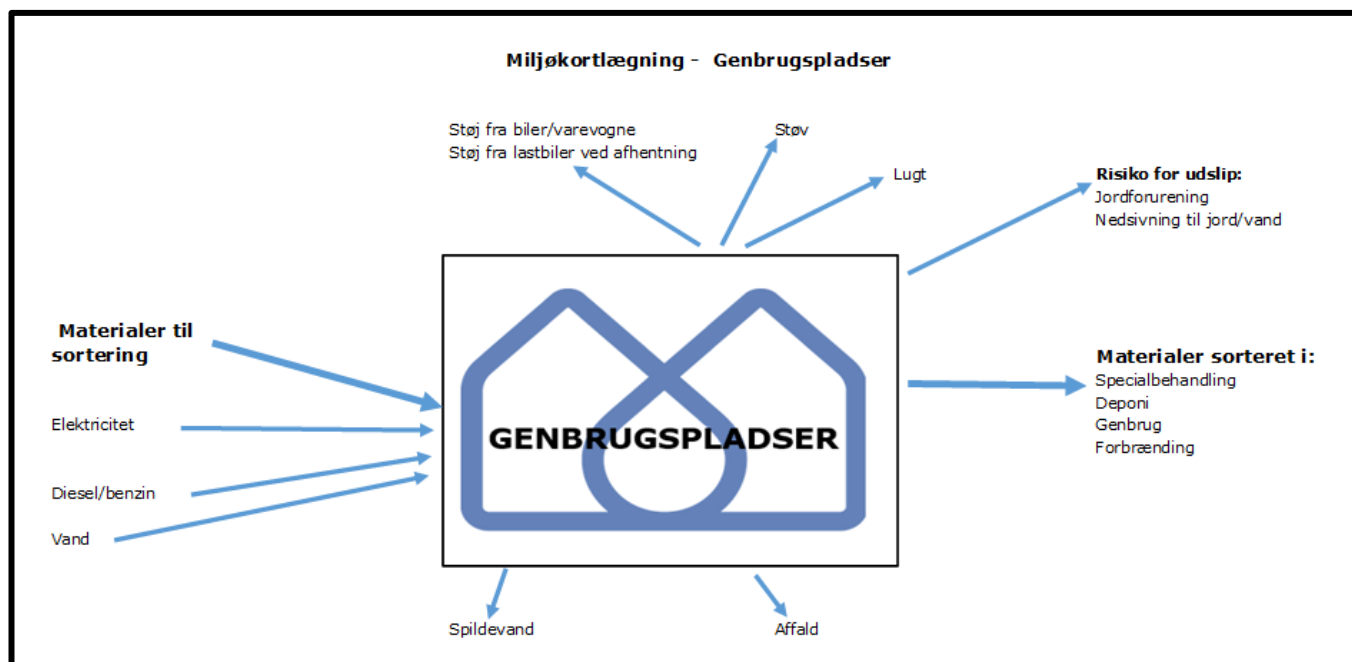 Miljøkortlægning - Genbrugspladser
Støj fra biler/varevogne
Støj fra lastbiler ved afhentning
Støv
Lugt
Risiko for udslip:
Jordforurening
Nedsivning til jord/vand
Materialer til
sortering
Elektricitet
Diesel/benzin
Vand
GENBRUGSPLADSER
Materialer sorteret i:
Specialbehandling
Deponi
Genbrug
Forbrænding
Spildevand
Affald